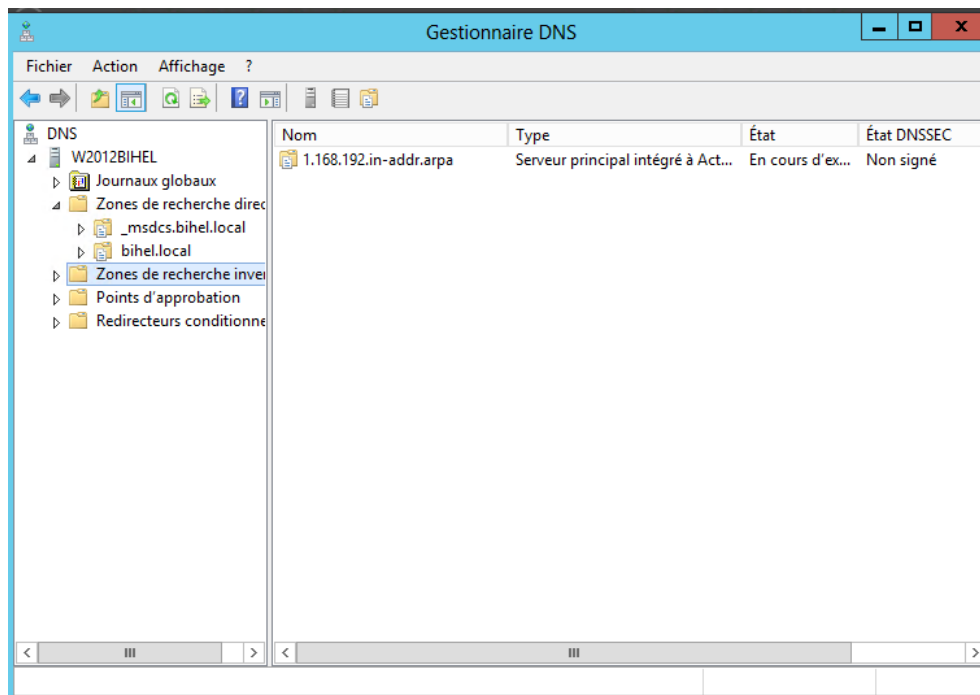 Gestionnaire DNS
Fichier Action Affichage ?
DNS
W2012BIHEL
Journaux globaux
Zones de recherche direc
_msdcs.bihel.local
bihel.local
Zones de recherche inver
Points d'approbation
Redirecteurs conditionne
Nom Type État État DNSSEC
1.168.192.in-addr.arpa Serveur principal intégré à Act... En cours d'ex... Non signé